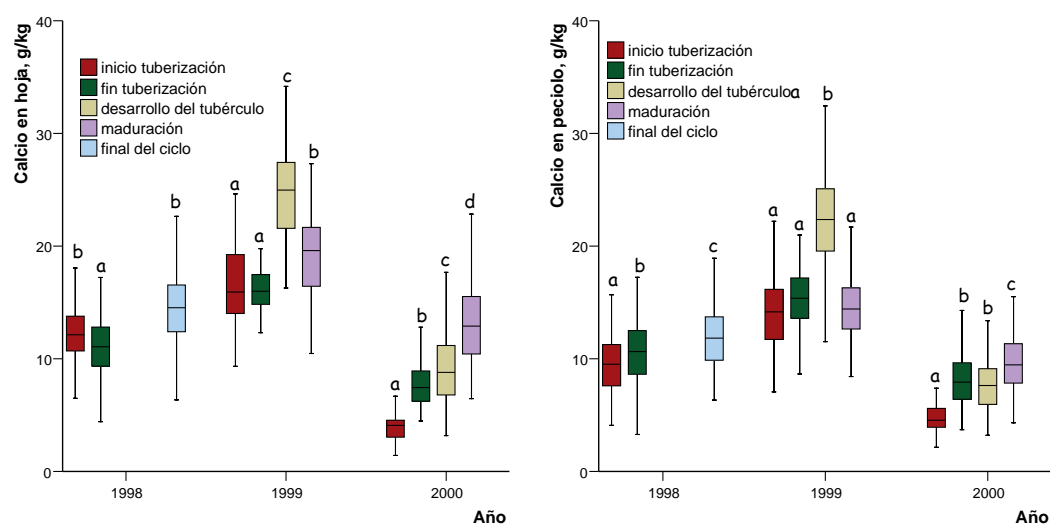 Calcio en hoja, g/kg
40
30
20
10
0
inicio tuberización
fin tuberización
desarrollo del tubérculo
maduración
final del ciclo
b
a
b
a
a
c
b
a
b
c
d
1998
1999
2000
Año
Calcio en peciolo, g/kg
40
30
20
10
0
inicio tuberización
fin tuberización
desarrollo del tubérculo
maduración
final del ciclo
a
b
a
b
c
a
a
a
a
b
b
c
1998
1999
2000
Año